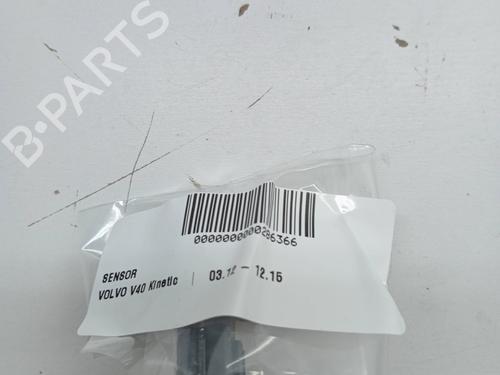 B-PARTS
0000000000286366
SENSOR
VOLVO V40 Kinetic | 03.12 – 12.15